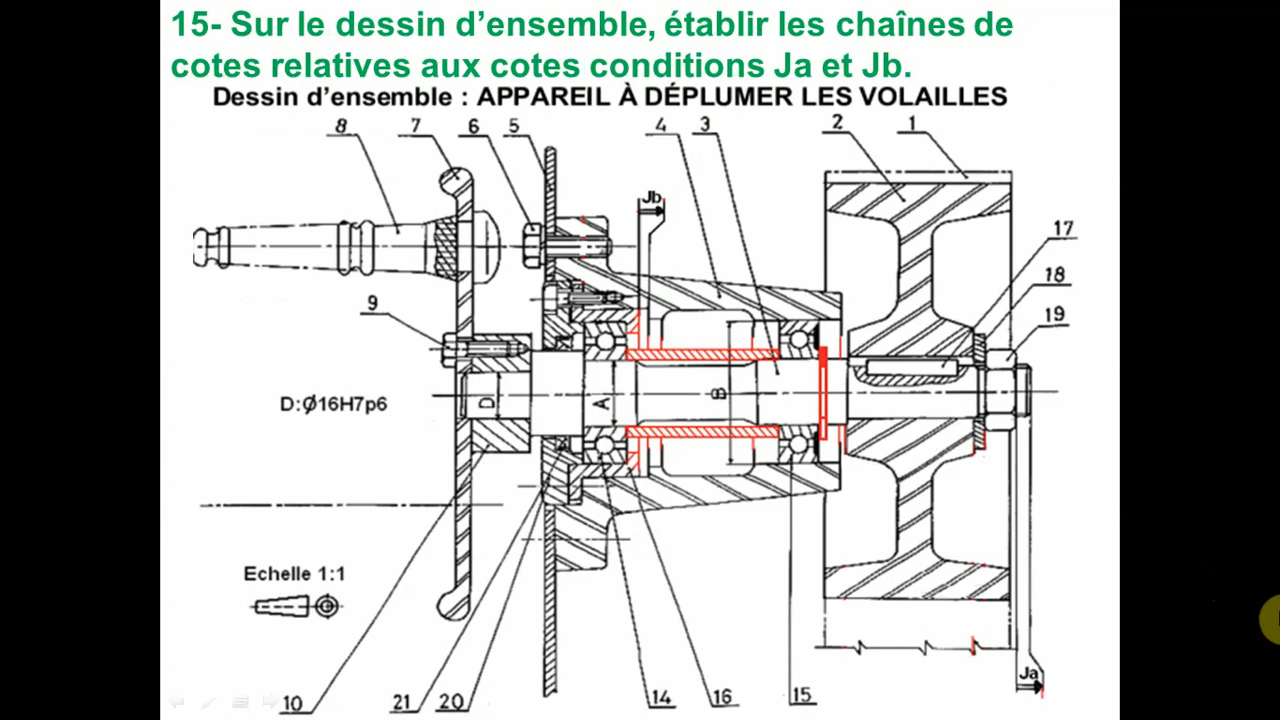 15- Sur le dessin d’ensemble, établir les chaînes de
cotes relatives aux cotes conditions Ja et Jb.
Dessin d’ensemble : APPAREIL À DÉPLUMER LES VOLAILLES
8 7 6 5 4 3 2 1
Jb
17
18
9
19
D:Ø16H7p6
D A B
Echelle 1:1
Ja
10 21 20 14 16 15